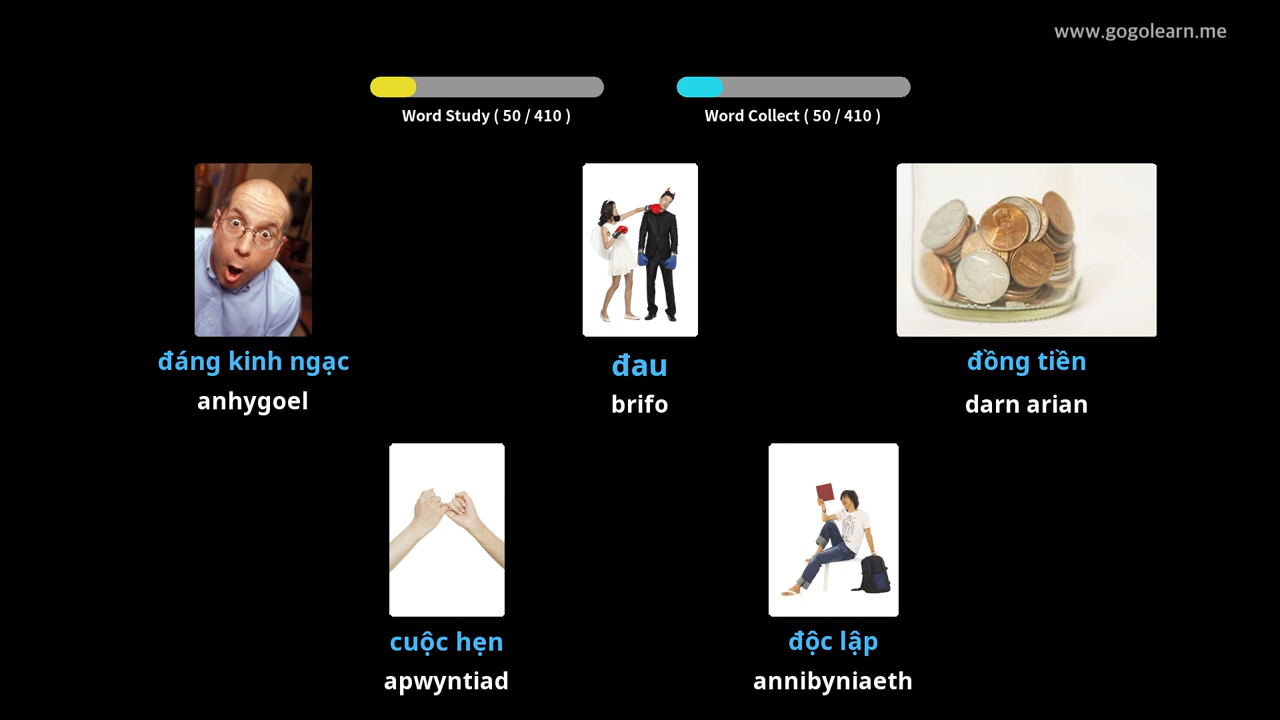 www.gogolearn.me
Word Study ( 50 / 410 )
Word Collect ( 50 / 410 )
đáng kinh ngạc
anhygoel
đau
brifo
đồng tiền
darn arian
cuộc hẹn
apwyntiad
độc lập
annibyniaeth